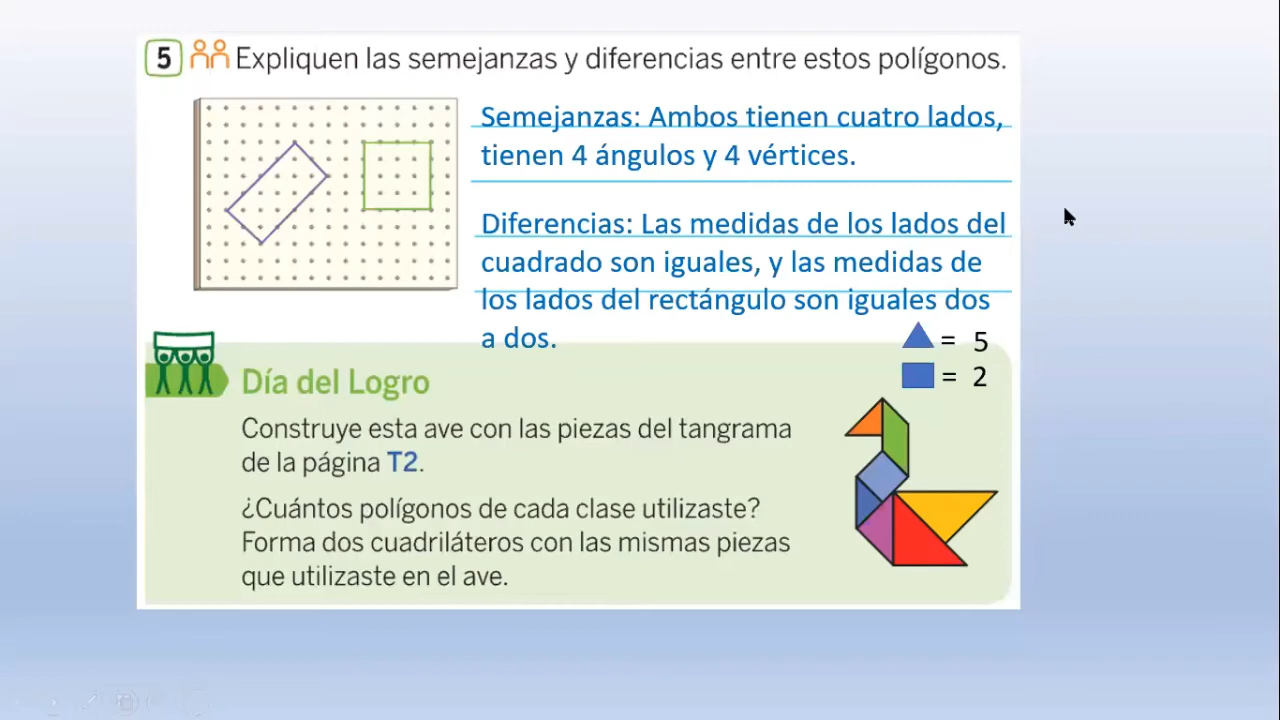 5 Expliquen las semejanzas y diferencias entre estos polígonos.
Semejanzas: Ambos tienen cuatro lados,
tienen 4 ángulos y 4 vértices.
Diferencias: Las medidas de los lados del
cuadrado son iguales, y las medidas de
los lados del rectángulo son iguales dos
a dos.
= 5
= 2
Día del Logro
Construye esta ave con las piezas del tangrama
de la página T2.
¿Cuántos polígonos de cada clase utilizaste?
Forma dos cuadriláteros con las mismas piezas
que utilizaste en el ave.